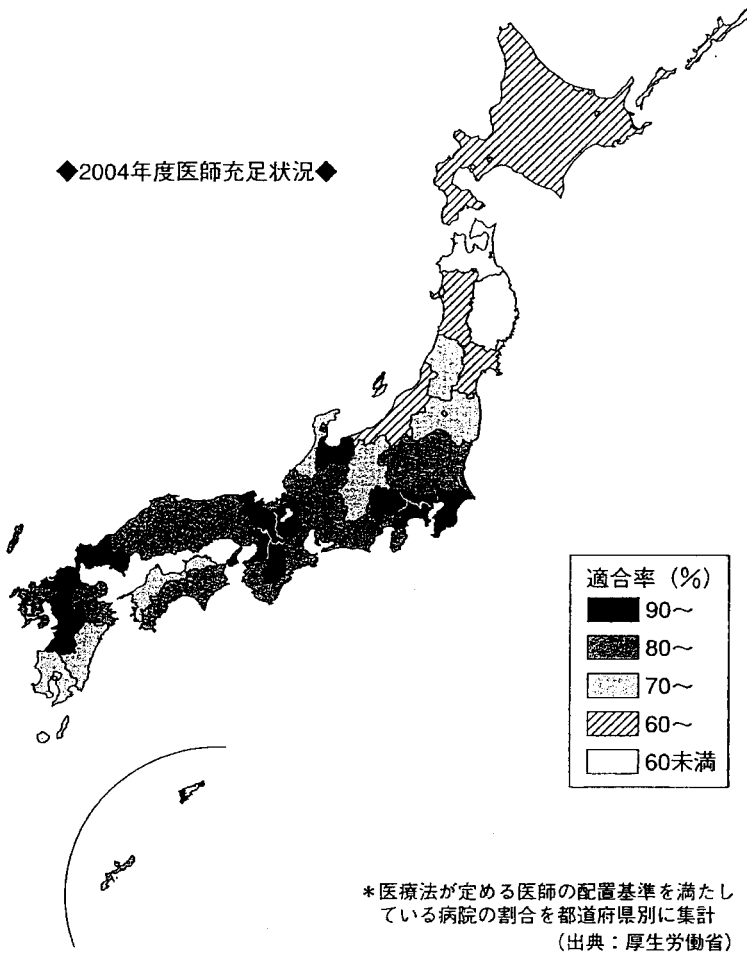 ◆2004年度医師充足状況◆
適合率（％）
90～
80～
70～
60～
60未満
＊医療法が定める医師の配置基準を満たし
ている病院の割合を都道府県別に集計
（出典：厚生労働省）